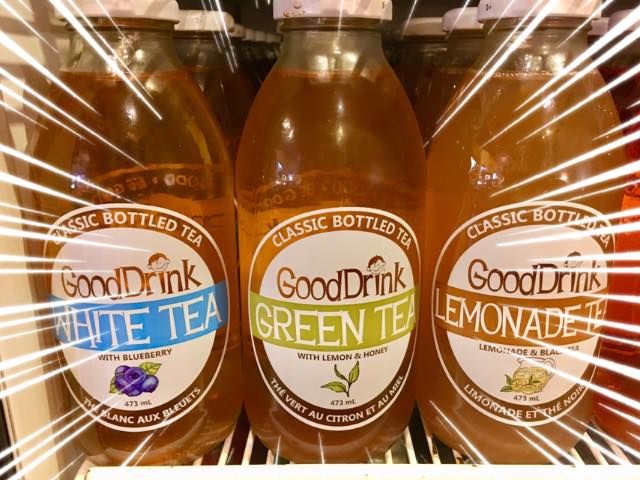 CLASSIC BOTTLED TEA
GoodDrink
WHITE TEA
WITH BLUEBERRY
473 mL
THÉ BLANC AUX BLEUETS
CLASSIC BOTTLED TEA
GoodDrink
GREEN TEA
WITH LEMON & HONEY
473 mL
THÉ VERT AU CITRON ET AU MIEL
CLASSIC BOTTLED TEA
GoodDrink
LEMONADE TE
LEMONADE & BLACK TEA
473 mL
LIMONADE ET THÉ NOIR